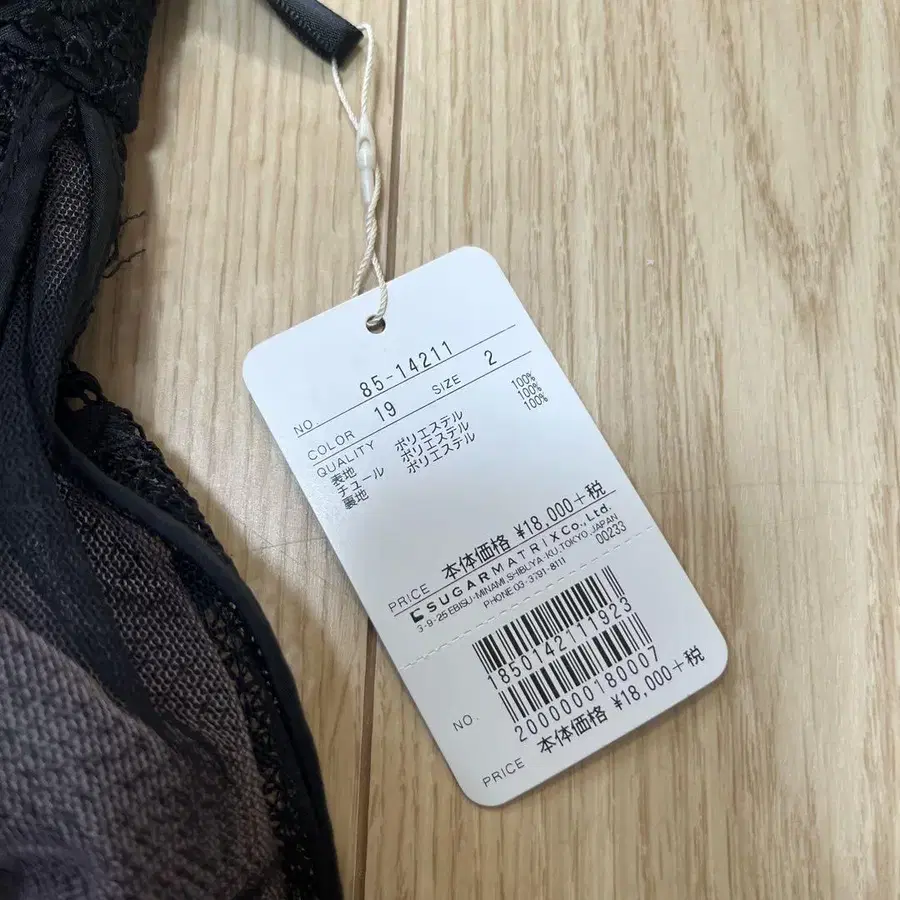 NO. 85-14211
COLOR 19 SIZE 2
QUALITY
表地 ポリエステル 100%
チュール ポリエステル 100%
裏地 ポリエステル 100%
PRICE 本体価格 ¥18,000+税
SUGARMATRIX Co., Ltd.
3-9-25 EBISU-MINAMI, SHIBUYA-KU, TOKYO, JAPAN
PHONE 03-3791-8111 00233
1850142111923
NO. 2000000180007
PRICE 本体価格 ¥18,000+税